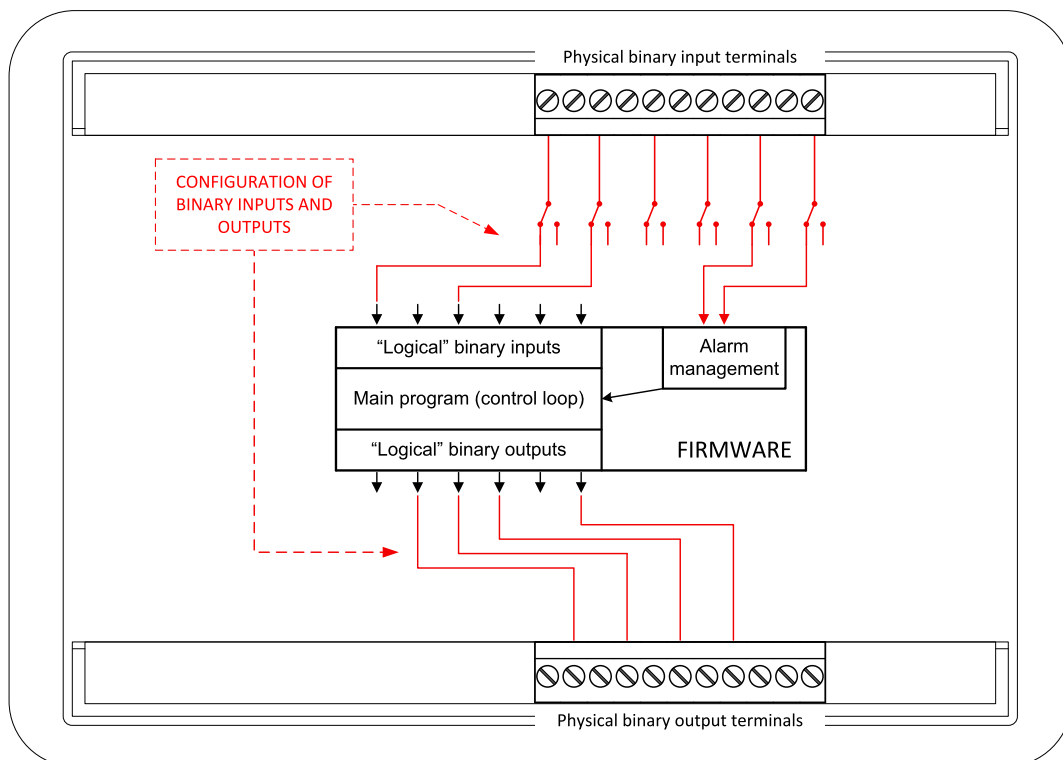 Physical binary input terminals
CONFIGURATION OF
BINARY INPUTS AND
OUTPUTS
“Logical” binary inputs
Alarm
management
Main program (control loop)
“Logical” binary outputs
FIRMWARE
Physical binary output terminals